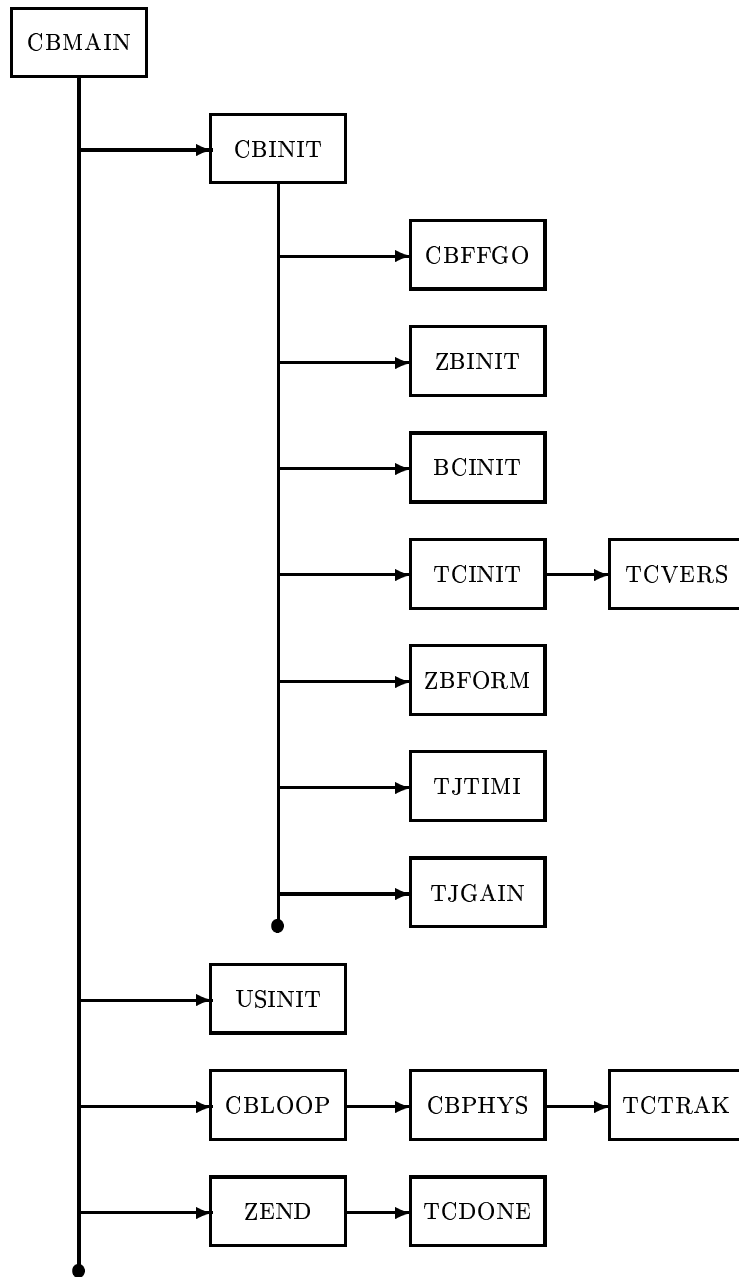 CBMAIN
CBINIT
CBFFGO
ZBINIT
BCINIT
TCINIT TCVERS
ZBFORM
TJTIMI
TJGAIN
USINIT
CBLOOP CBPHYS TCTRAK
ZEND TCDONE